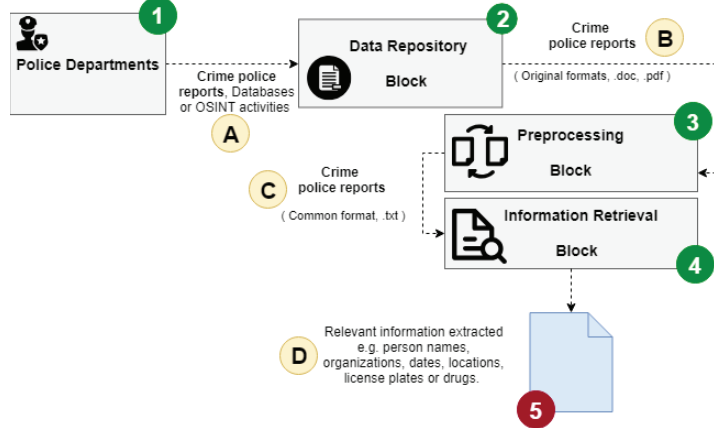 1
Police Departments
Crime police
reports, Databases
or OSINT activities
A
2
Data Repository
Block
Crime
police reports
B
( Original formats, .doc, .pdf )
3
Preprocessing
Block
Crime
police reports
C
( Common format, .txt )
Information Retrieval
Block
4
D
Relevant information extracted
e.g. person names,
organizations, dates, locations,
license plates or drugs.
5